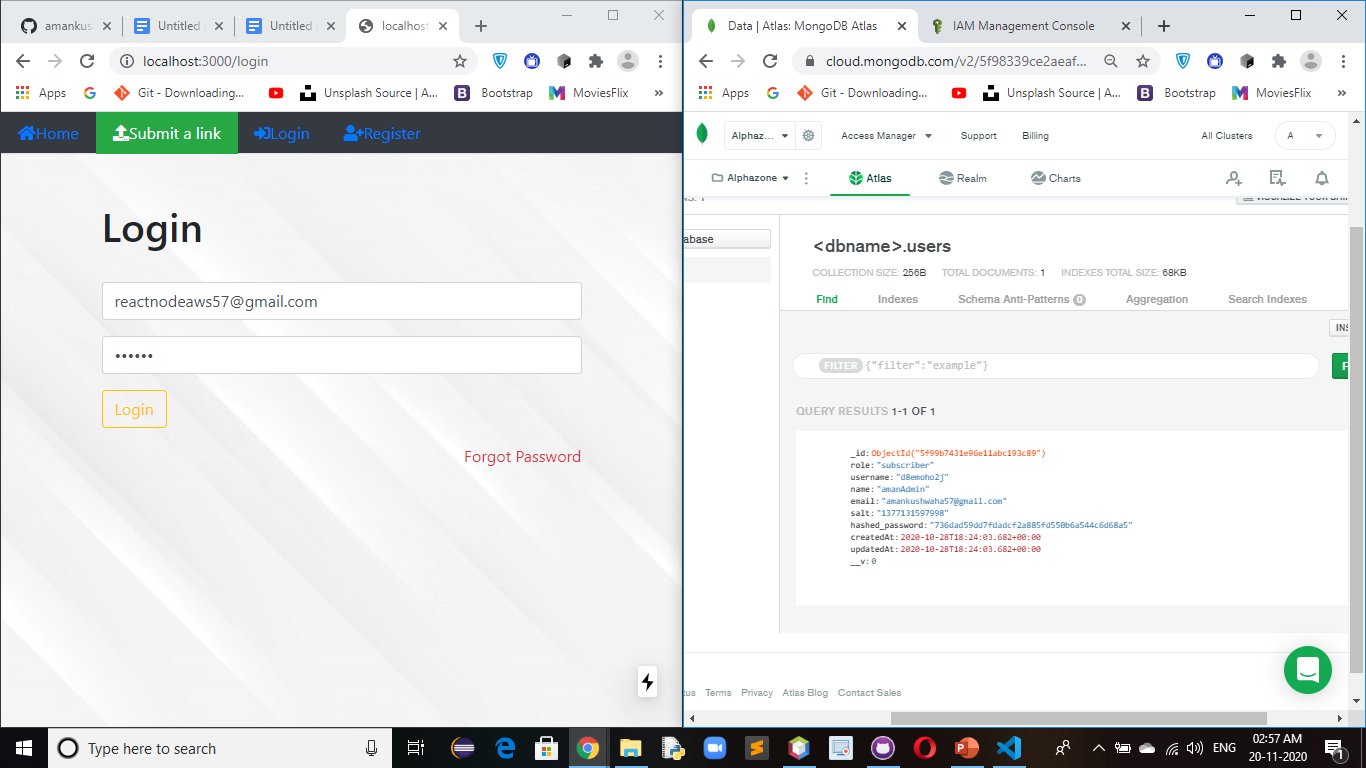 amankus
Untitled
Untitled
localhost
localhost:3000/login
Apps
Git - Downloading...
Unsplash Source | A...
Bootstrap
MoviesFlix
»
Home
Submit a link
Login
Register
Login
reactnodeaws57@gmail.com
••••••
Login
Forgot Password
Data | Atlas: MongoDB Atlas
IAM Management Console
cloud.mongodb.com/v2/5f98339ce2aeaf...
Apps
Git - Downloading...
Unsplash Source | A...
Bootstrap
MoviesFlix
»
Alphaz...
Access Manager
Support
Billing
All Clusters
A
Alphazone
Atlas
Realm
Charts
VISUALIZE YOUR DATA
abase
<dbname>.users
COLLECTION SIZE: 256B TOTAL DOCUMENTS: 1 INDEXES TOTAL SIZE: 68KB
Find Indexes Schema Anti-Patterns 0 Aggregation Search Indexes
INS
FILTER {"filter":"example"}
F
QUERY RESULTS 1-1 OF 1
_id: ObjectId("5f99b7431e96e11abc193c89")
role: "subscriber"
username: "d8emoho2j"
name: "amanAdmin"
email: "amankushwaha57@gmail.com"
salt: "1377131597998"
hashed_password: "736dad59dd7fdadcf2a885fd550b6a544c6d68a5"
createdAt: 2020-10-28T18:24:03.682+00:00
updatedAt: 2020-10-28T18:24:03.682+00:00
__v: 0
tus Terms Privacy Atlas Blog Contact Sales
Type here to search
ENG
02:57 AM
20-11-2020
1